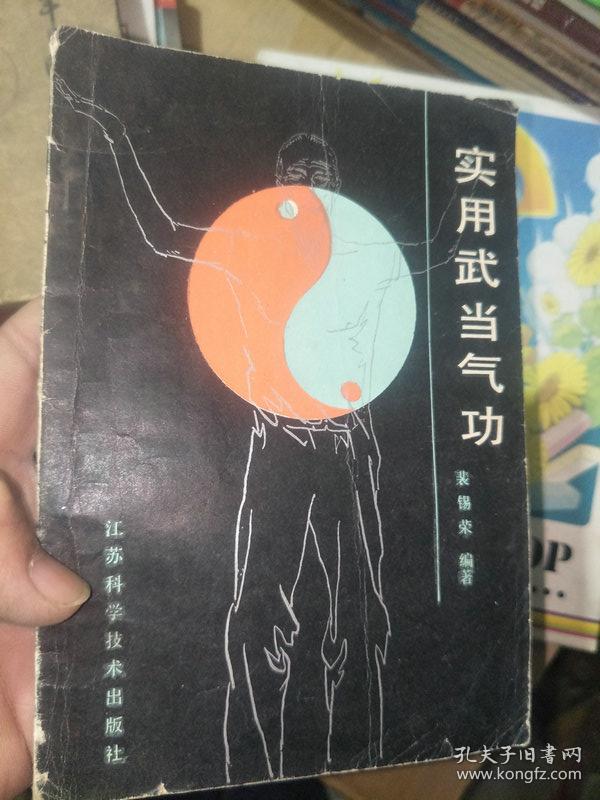 实用武当气功
裴锡荣 编著
江苏科学技术出版社
OP
...
孔夫子旧书网
www.kongfz.com